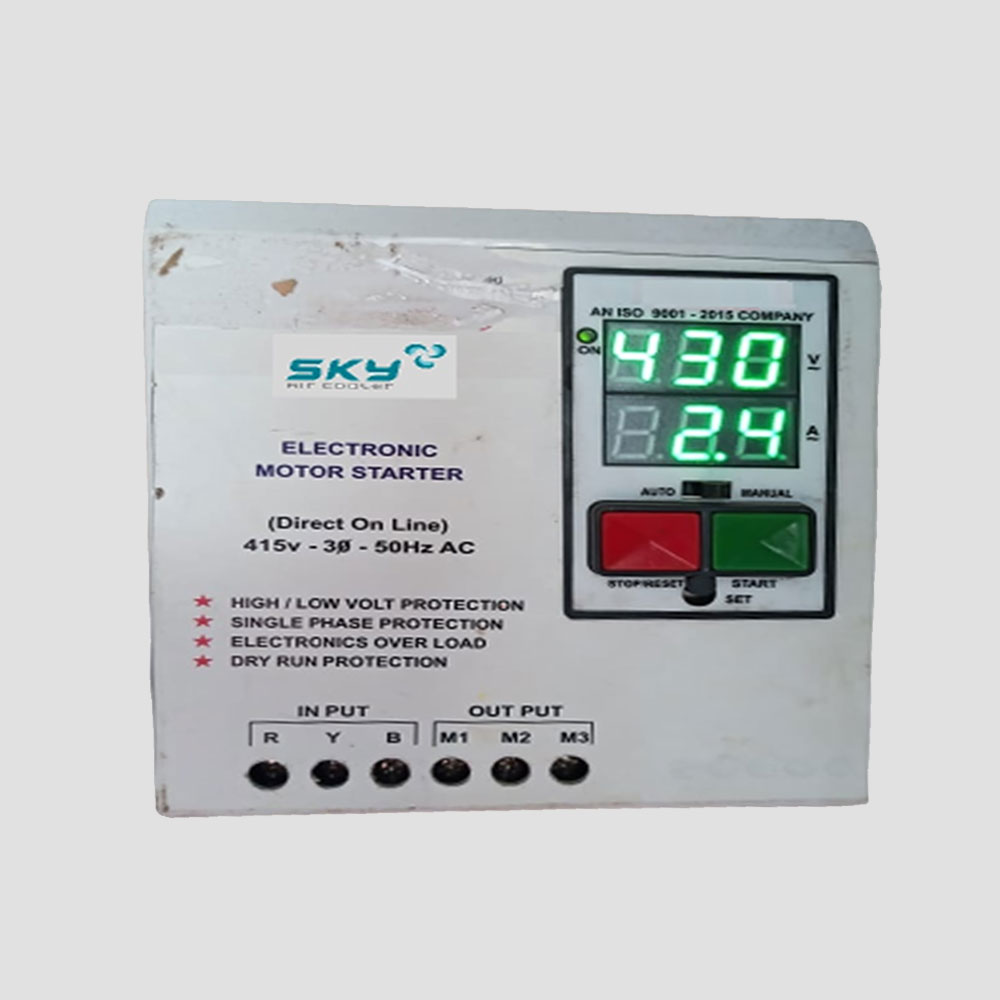 AN ISO 9001 - 2015 COMPANY
ON
430 V
2.4 A
AUTO MANUAL
STOP/RESET START
SET
SKY
AIR COOLER
ELECTRONIC
MOTOR STARTER
(Direct On Line)
415v - 3Ø - 50Hz AC
★ HIGH / LOW VOLT PROTECTION
★ SINGLE PHASE PROTECTION
★ ELECTRONICS OVER LOAD
★ DRY RUN PROTECTION
IN PUT OUT PUT
R Y B M1 M2 M3